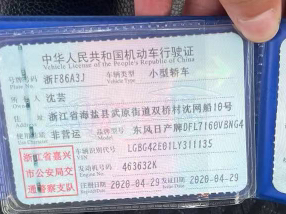 中华人民共和国机动车行驶证
Vehicle License of the People's Republic of China
号牌号码 浙F86A3J 车辆类型 小型轿车
Plate No. Vehicle Type
所有人 沈芸
Owner
住址 浙江省海盐县武原街道双桥村沈网船10号
Address
使用性质 非营运 品牌型号 东风日产牌DFL7160VBNG4
Use Character Model
浙江省嘉兴市公安局交通警察支队
车辆识别代号
VIN
发动机号码 463632K
Engine No.
注册日期 2020-04-29 发证日期 2020-04-29
Register Date Issue Date